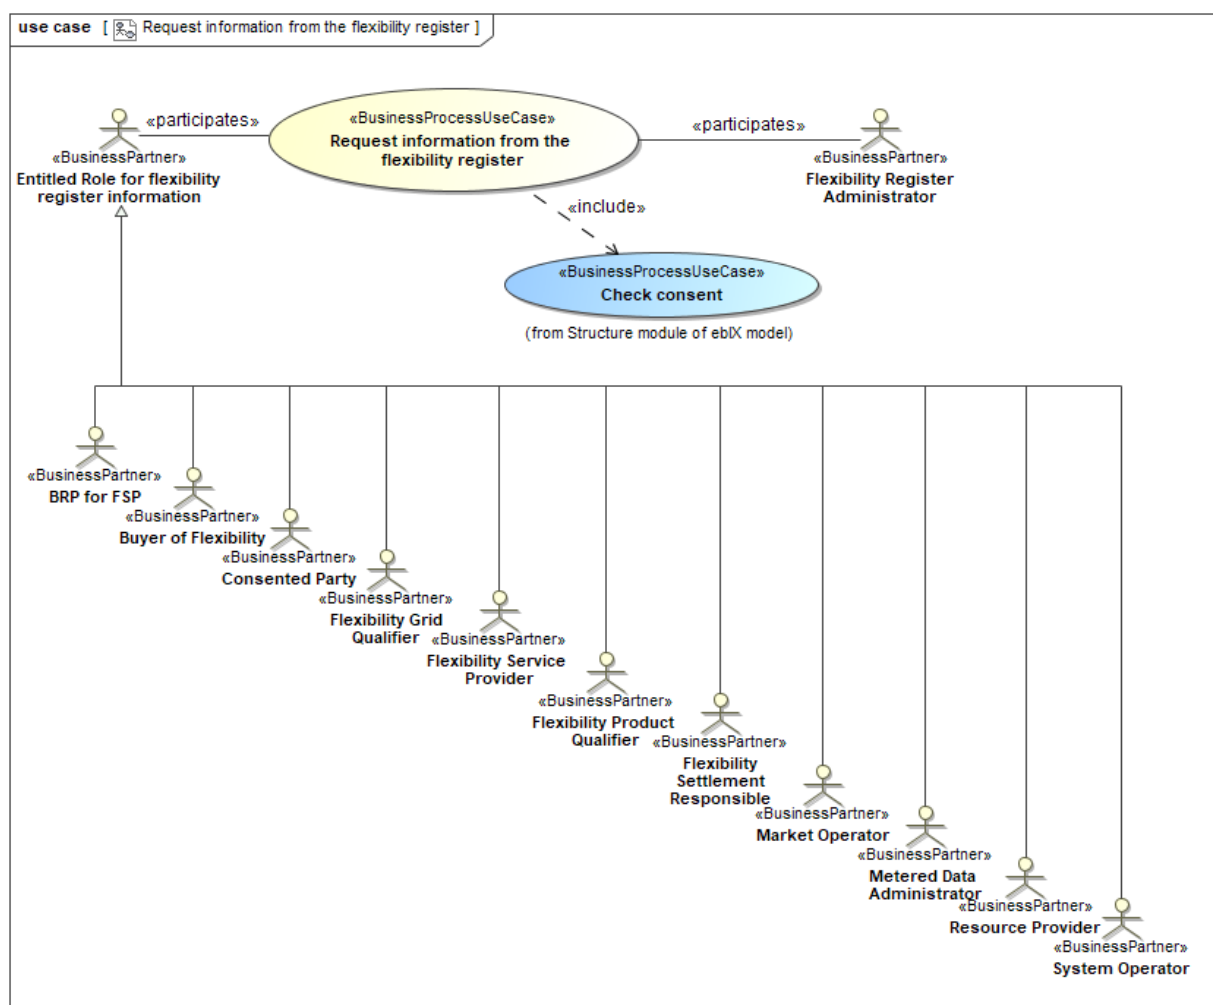 use case [ Request information from the flexibility register ]
«participates»
«BusinessProcessUseCase»
Request information from the
flexibility register
«participates»
«BusinessPartner»
Entitled Role for flexibility
register information
«BusinessPartner»
Flexibility Register
Administrator
«include»
«BusinessProcessUseCase»
Check consent
(from Structure module of ebIX model)
«BusinessPartner»
BRP for FSP
«BusinessPartner»
Buyer of Flexibility
«BusinessPartner»
Consented Party
«BusinessPartner»
Flexibility Grid
Qualifier
«BusinessPartner»
Flexibility Service
Provider
«BusinessPartner»
Flexibility Product
Qualifier
«BusinessPartner»
Flexibility
Settlement
Responsible
«BusinessPartner»
Market Operator
«BusinessPartner»
Metered Data
Administrator
«BusinessPartner»
Resource Provider
«BusinessPartner»
System Operator